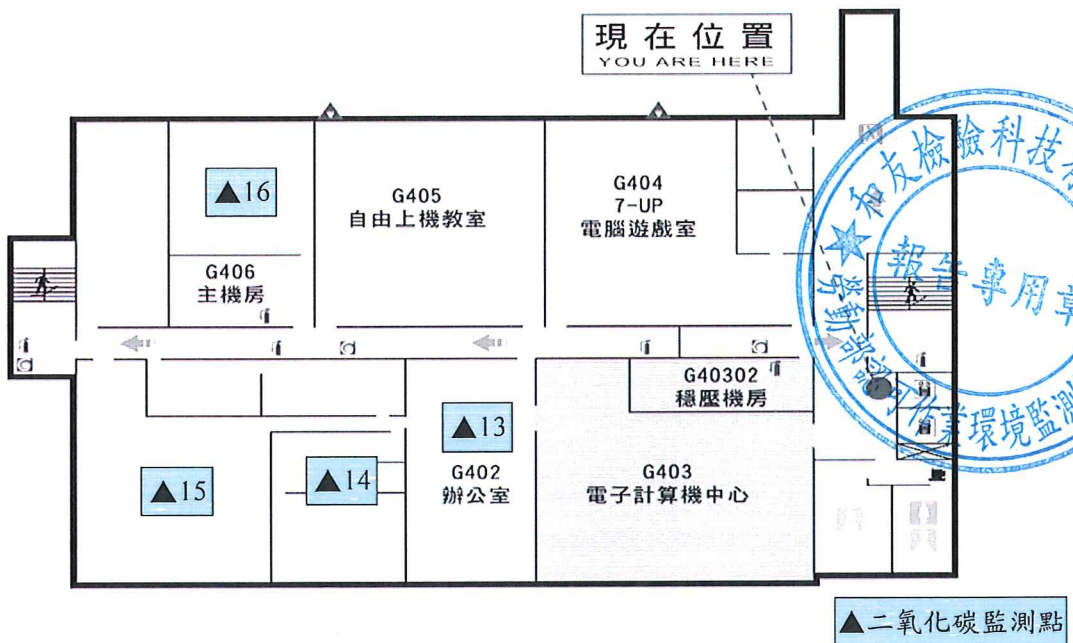 現在位置
YOU ARE HERE
▲16
G405
自由上機教室
G404
7-UP
電腦遊戲室
G406
主機房
G40302
穩壓機房
▲13
G402
辦公室
G403
電子計算機中心
▲14
▲15
★和友檢驗科技
報告專用章
勞動部認可作業環境監測
▲二氧化碳監測點